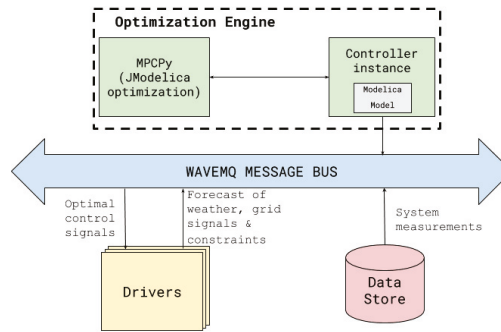 Optimization Engine
MPCPy
(JModelica
optimization)
Controller
instance
Modelica
Model
WAVEMQ MESSAGE BUS
Optimal
control
signals
Forecast of
weather, grid
signals &
constraints
System
measurements
Drivers
Data
Store